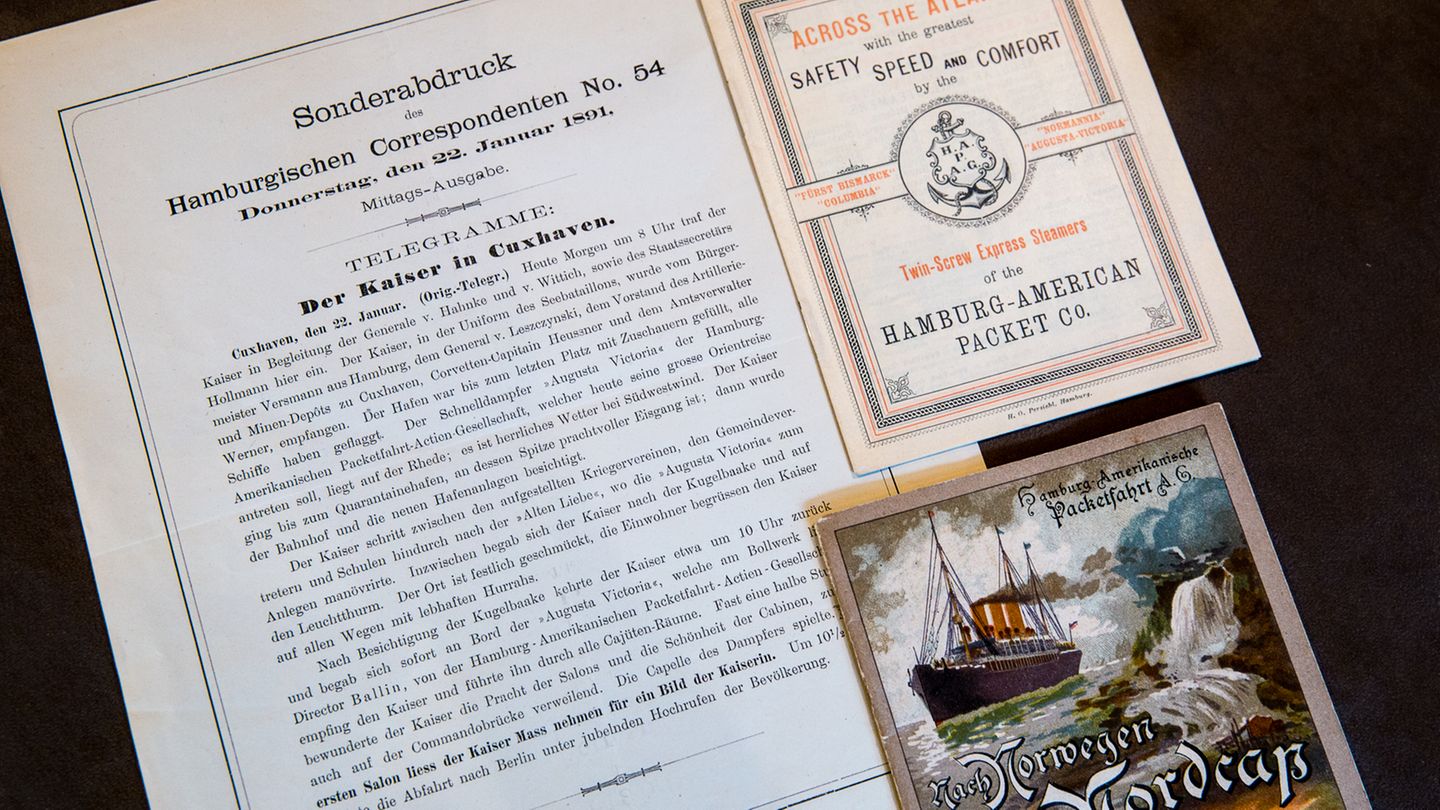 Sonderabdruck
des
Hamburgischen Correspondenten No. 54
Donnerstag, den 22. Januar 1891,
Mittags-Ausgabe.
TELEGRAMME:
Der Kaiser in Cuxhaven.
Cuxhaven, den 22. Januar. (Orig.-Telegr.) Heute Morgen um 8 Uhr traf der
Kaiser in Begleitung der Generale v. Hahnke und v. Wittich, sowie des Staatssecretärs
Hollmann hier ein. Der Kaiser, in der Uniform des Seebataillons, wurde vom Bürger-
meister Versmann aus Hamburg, dem General v. Leszczynski, dem Vorstand des Artillerie-
und Minen-Depôts zu Cuxhaven, Corvetten-Capitain Heusner und dem Amtsverwalter
Werner, empfangen. Der Hafen war bis zum letzten Platz mit Zuschauern gefüllt, alle
Schiffe haben geflaggt. Der Schnelldampfer »Augusta Victoria« der Hamburg-
Amerikanischen Packetfahrt-Actien-Gesellschaft, welcher heute seine grosse Orientreise
antreten soll, liegt auf der Rhede; es ist herrliches Wetter bei Südwestwind. Der Kaiser
ging bis zum Quarantainehafen, an dessen Spitze prachtvoller Eisgang ist; dann wurde
der Bahnhof und die neuen Hafenanlagen besichtigt.
Der Kaiser schritt zwischen den aufgestellten Kriegervereinen, den Gemeindever-
tretern und Schulen hindurch nach der »Alten Liebe«, wo die »Augusta Victoria« zum
Anlegen manövrirte. Inzwischen begab sich der Kaiser nach der Kugelbaake und auf
den Leuchtthurm. Der Ort ist festlich geschmückt, die Einwohner begrüssen den Kaiser
auf allen Wegen mit lebhaften Hurrahs.
Nach Besichtigung der Kugelbaake kehrte der Kaiser etwa um 10 Uhr zurück
und begab sich sofort an Bord der »Augusta Victoria«, welche am Bollwerk
Director Ballin, von der Hamburg-Amerikanischen Packetfahrt-Actien-Gesellschaft
empfing den Kaiser und führte ihn durch alle Cajüten-Räume. Fast eine halbe
bewunderte der Kaiser die Pracht der Salons und die Schönheit der Cabinen,
auch auf der Commandobrücke verweilend. Die Capelle des Dampfers spielte.
ersten Salon liess der Kaiser Mass nehmen für ein Bild der Kaiserin. Um 10½
die Abfahrt nach Berlin unter jubelnden Hochrufen der Bevölkerung.
ACROSS THE
with the greatest
SAFETY SPEED AND COMFORT
by the
"NORMANNIA"
"AUGUSTA-VICTORIA"
H. A.
P.
A. G.
"FÜRST BISMARCK"
"COLUMBIA"
Twin-Screw Express Steamers
of the
HAMBURG-AMERICAN
PACKET CO.
H. O. Persiehl, Hamburg.
Hamburg-Amerikanische
Packetfahrt A.G.
Nach Norwegen
Nordcap